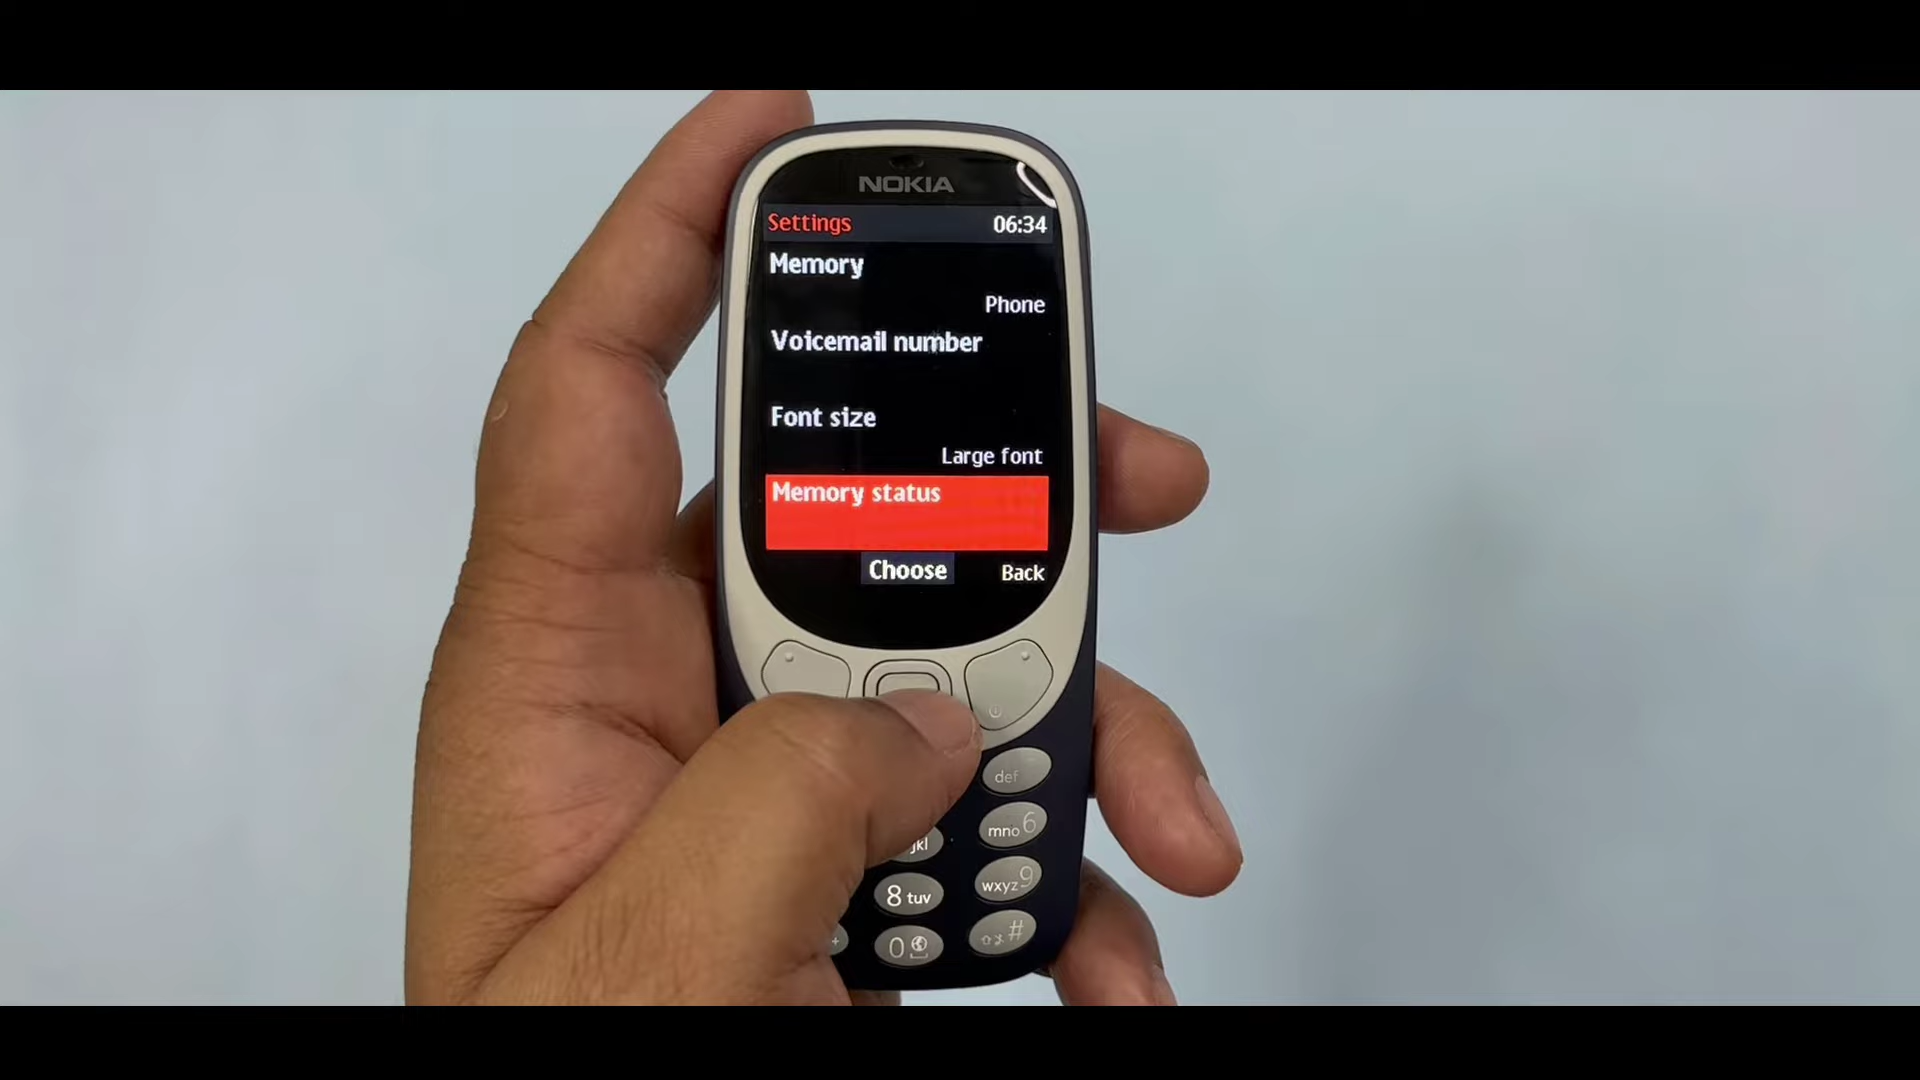 NOKIA
Settings 06:34
Memory
Phone
Voicemail number
Font size
Large font
Memory status
Choose Back
def
jkl mno 6
8 tuv wxyz 9
+ 0 #